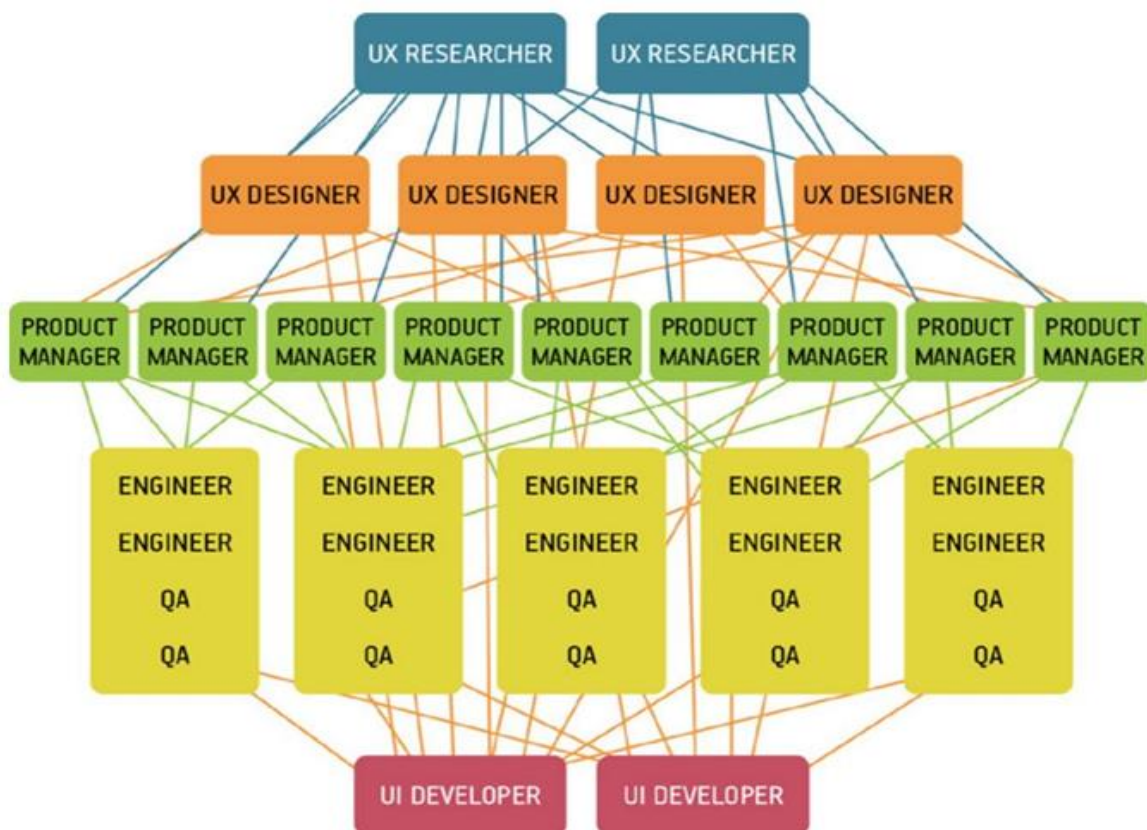 UX RESEARCHER
UX RESEARCHER
UX DESIGNER
UX DESIGNER
UX DESIGNER
UX DESIGNER
PRODUCT
MANAGER
PRODUCT
MANAGER
PRODUCT
MANAGER
PRODUCT
MANAGER
PRODUCT
MANAGER
PRODUCT
MANAGER
PRODUCT
MANAGER
PRODUCT
MANAGER
PRODUCT
MANAGER
ENGINEER
ENGINEER
QA
QA
ENGINEER
ENGINEER
QA
QA
ENGINEER
ENGINEER
QA
QA
ENGINEER
ENGINEER
QA
QA
ENGINEER
ENGINEER
QA
QA
UI DEVELOPER
UI DEVELOPER